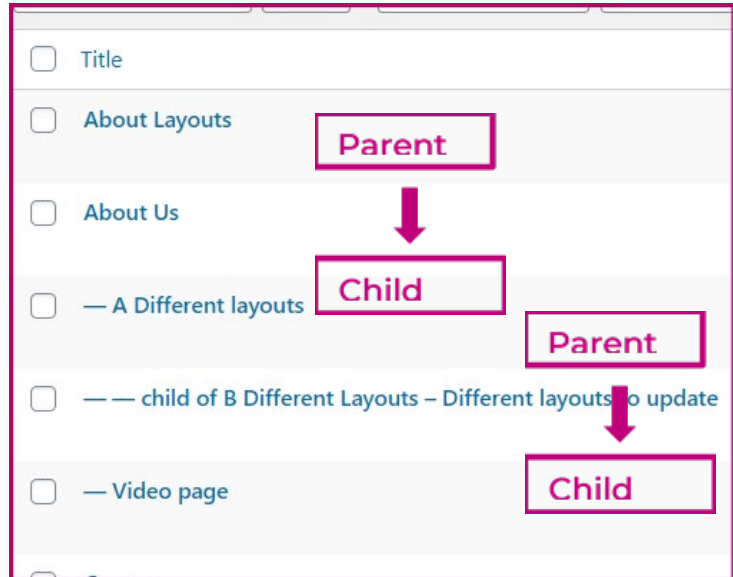 Title
About Layouts
Parent
About Us
Child
— A Different layouts
Parent
— — child of B Different Layouts – Different layouts to update
— Video page
Child